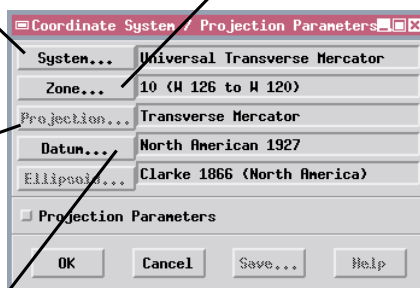 Coordinate System / Projection Parameters
System... Universal Transverse Mercator
Zone... 10 (W 126 to W 120)
Projection... Transverse Mercator
Datum... North American 1927
Ellipsoid... Clarke 1866 (North America)
Projection Parameters
OK Cancel Save... Help